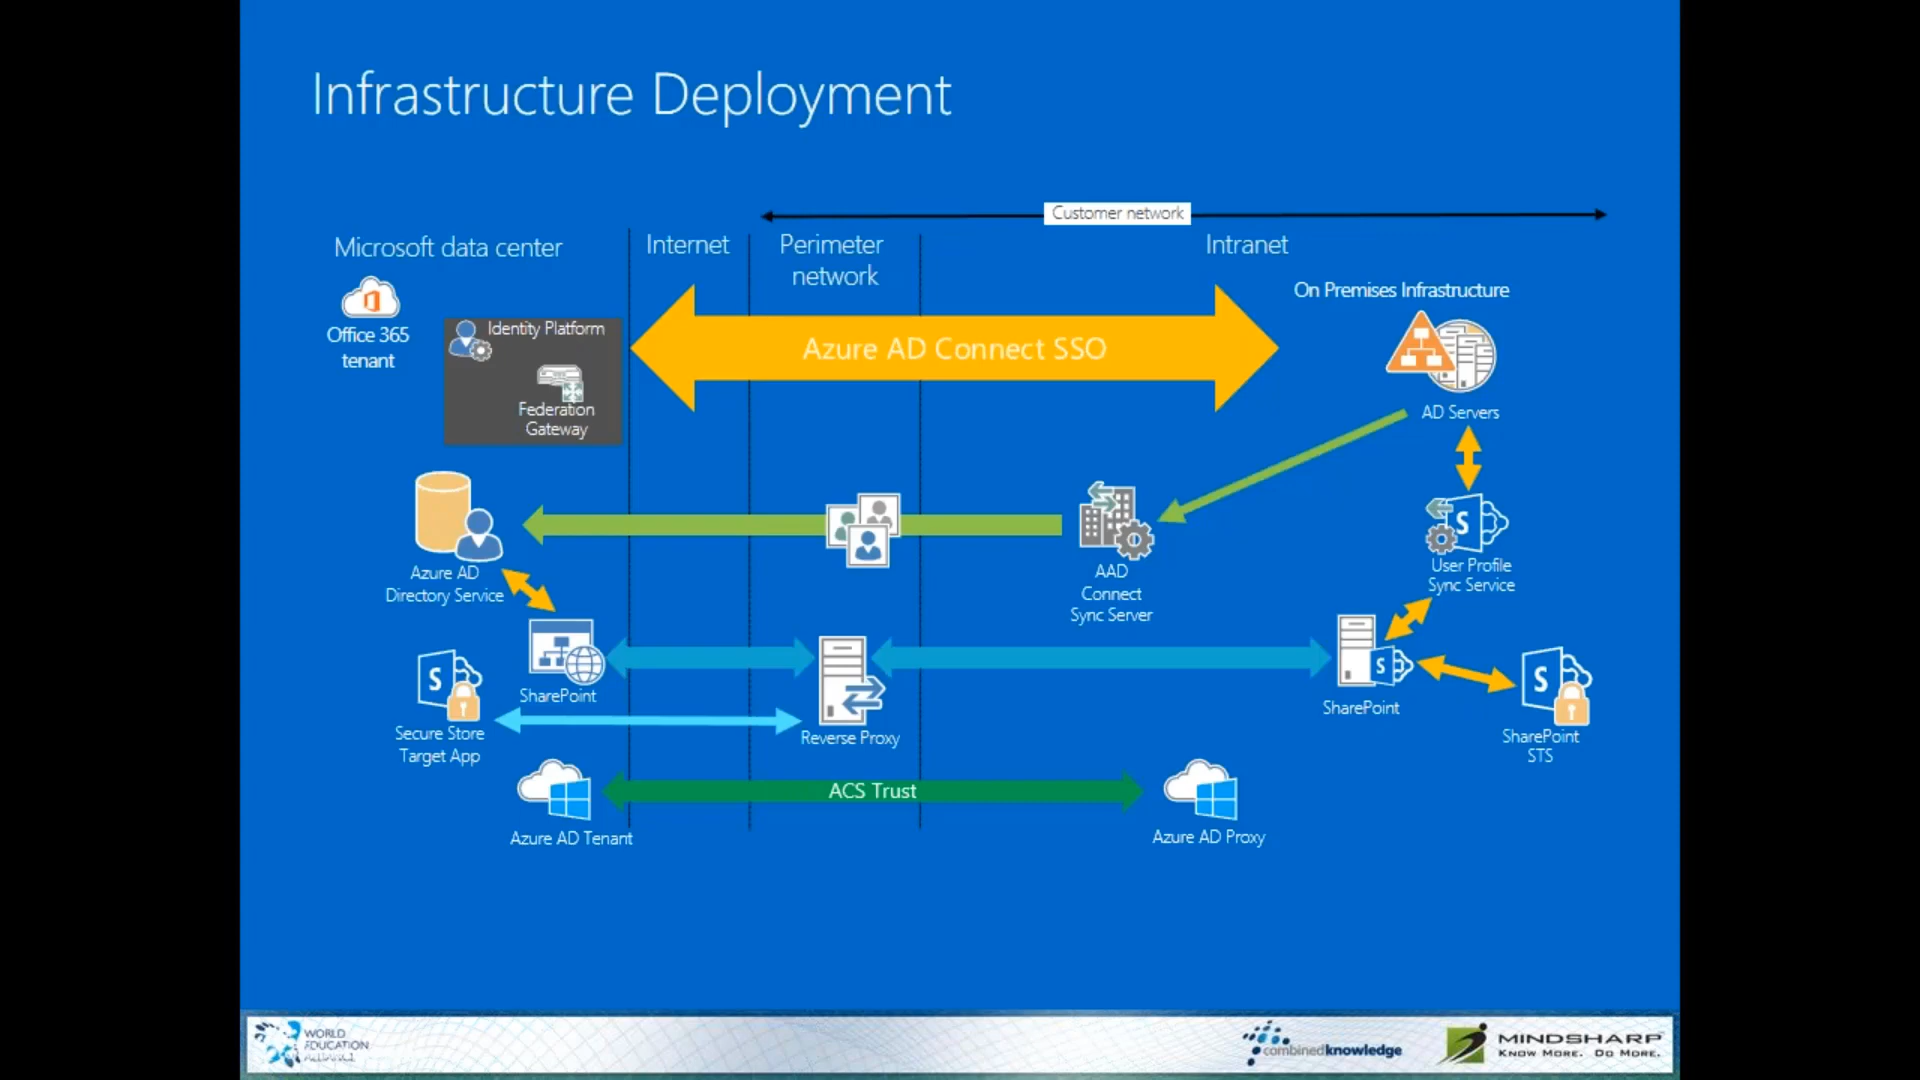 Infrastructure Deployment
Customer network
Microsoft data center
Internet
Perimeter
network
Intranet
On Premises Infrastructure
Office 365
tenant
Identity Platform
Federation
Gateway
Azure AD Connect SSO
AD Servers
Azure AD
Directory Service
AAD
Connect
Sync Server
User Profile
Sync Service
S
SharePoint
S
Secure Store
Target App
Reverse Proxy
S
SharePoint
S
SharePoint
STS
ACS Trust
Azure AD Tenant
Azure AD Proxy
WORLD
EDUCATION
ALLIANCE
combinedknowledge
MINDSHARP
KNOW MORE. DO MORE.